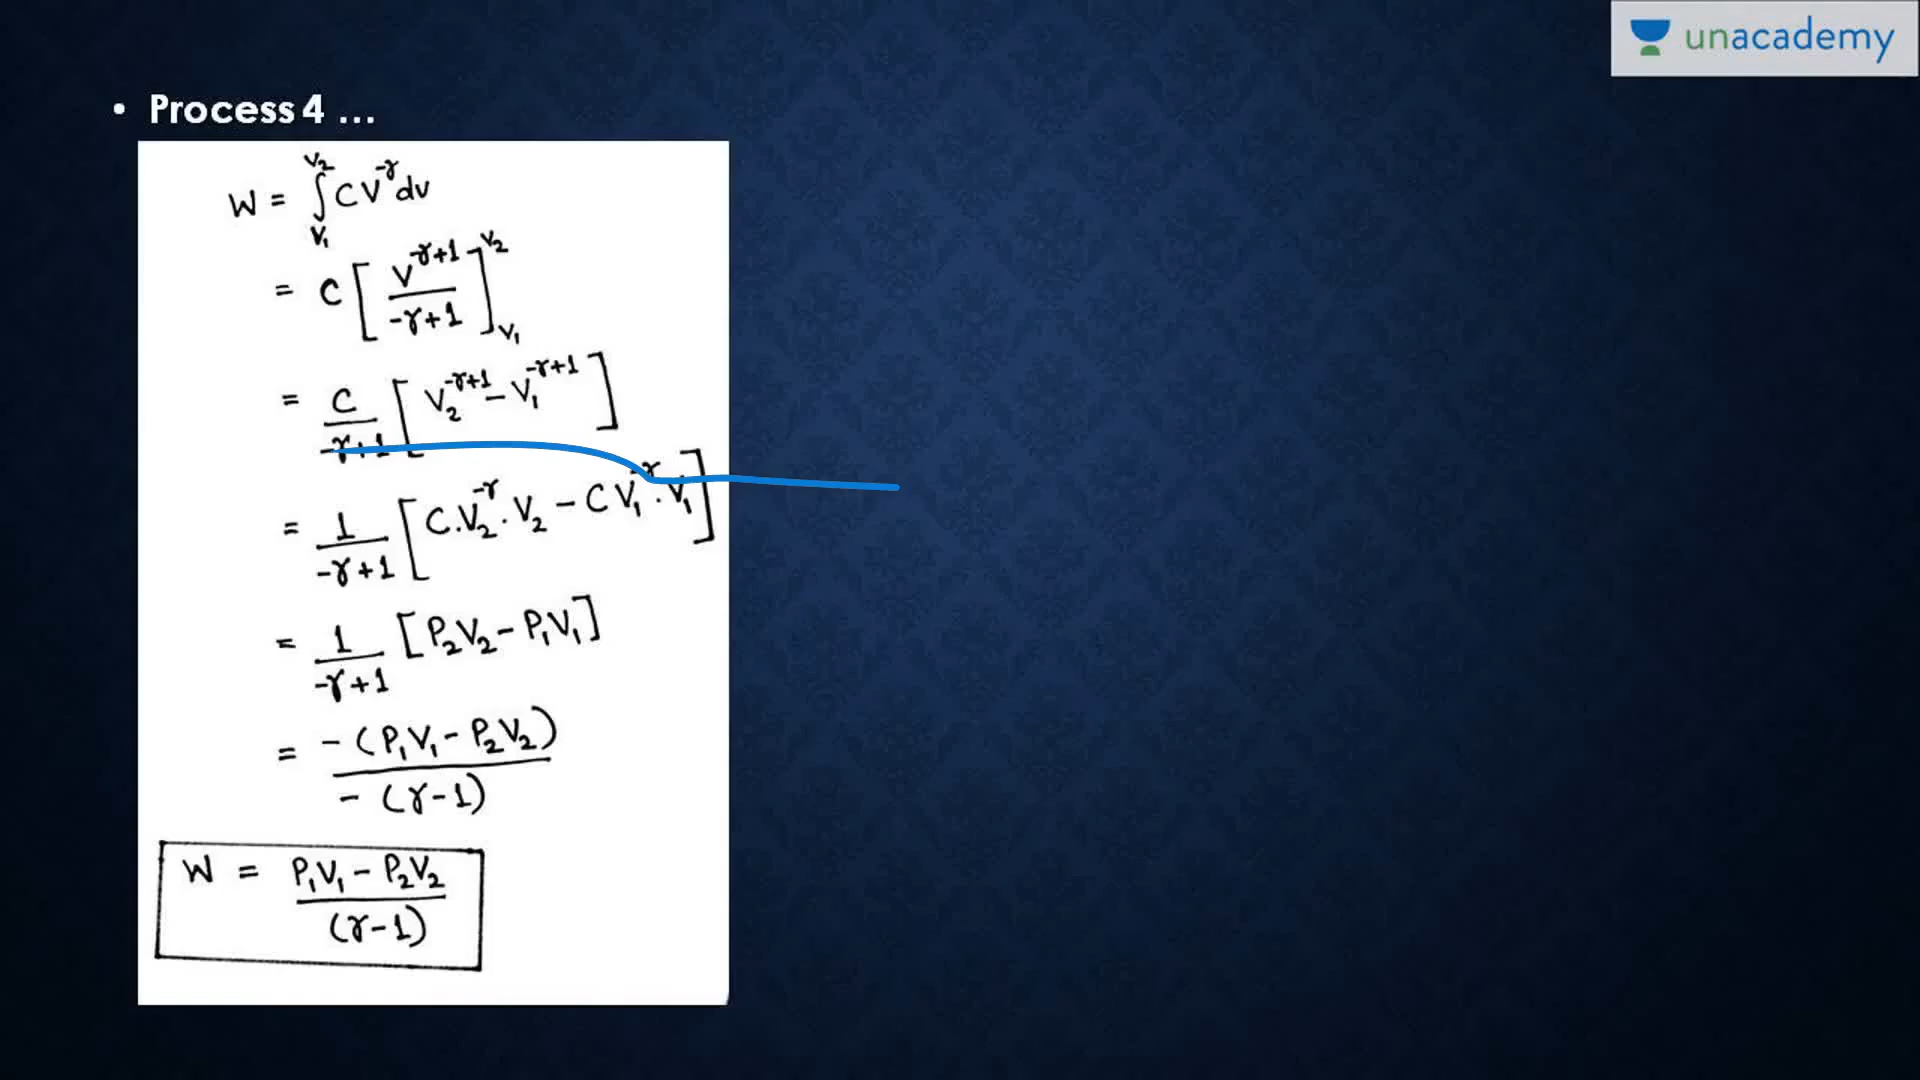 unacademy
• Process 4 ...
W = ∫_{V₁}^{V₂} C V^{-γ} dv
= C [ V^{-γ+1} / -γ+1 ]_{V₁}^{V₂}
= C / -γ+1 [ V₂^{-γ+1} - V₁^{-γ+1} ]
= 1 / -γ+1 [ C.V₂^{-γ} . V₂ - C V₁^{-γ} . V₁ ]
= 1 / -γ+1 [ P₂V₂ - P₁V₁ ]
= -(P₁V₁ - P₂V₂) / -(γ-1)
W = P₁V₁ - P₂V₂ / (γ-1)